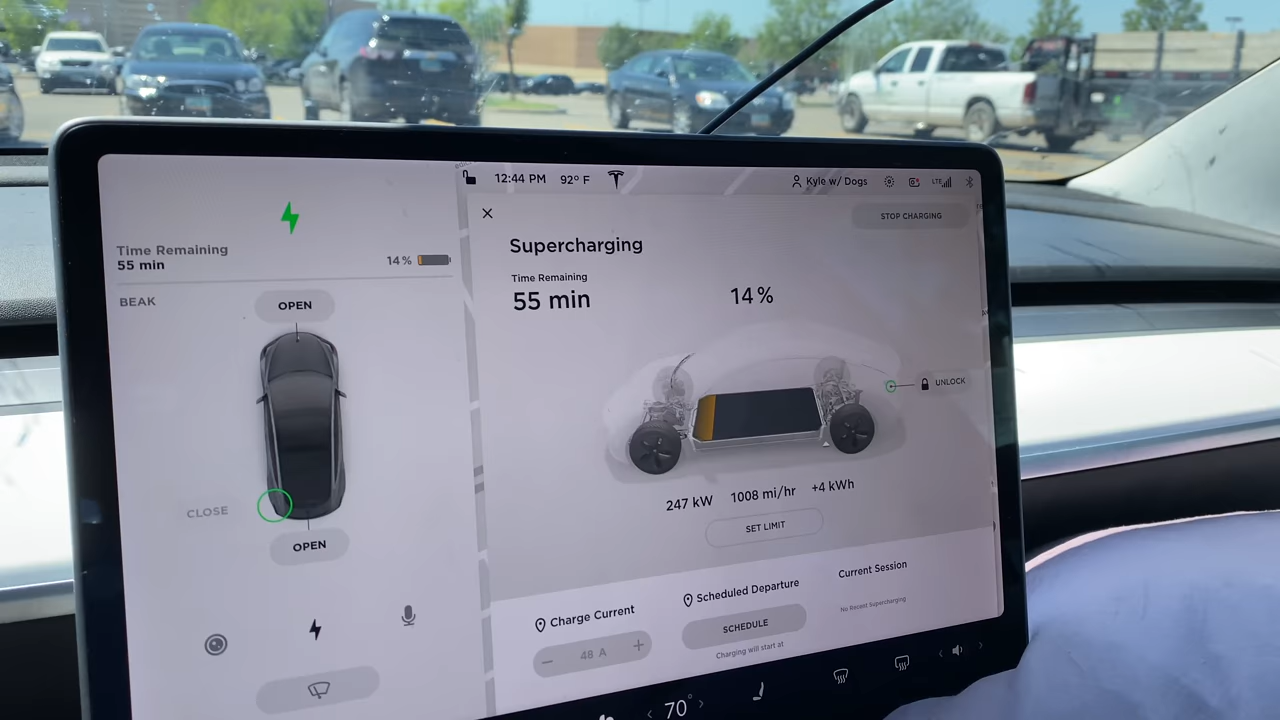 12:44 PM 92° F
Kyle w/ Dogs
LTE
STOP CHARGING
Time Remaining
55 min
14%
BEAK
OPEN
CLOSE
OPEN
Supercharging
Time Remaining
55 min
14%
UNLOCK
247 kW 1008 mi/hr +4 kWh
SET LIMIT
Charge Current
48 A
Scheduled Departure
SCHEDULE
Charging will start at
Current Session
No Recent Supercharging
70°